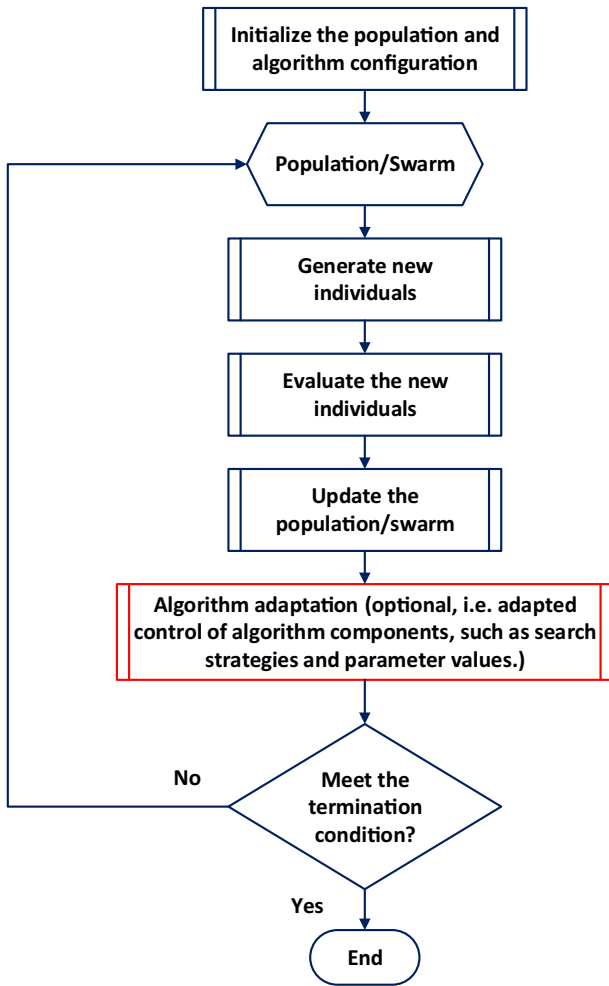 Initialize the population and
algorithm configuration
Population/Swarm
Generate new
individuals
Evaluate the new
individuals
Update the
population/swarm
Algorithm adaptation (optional, i.e. adapted
control of algorithm components, such as search
strategies and parameter values.)
Meet the
termination
condition?
No
Yes
End